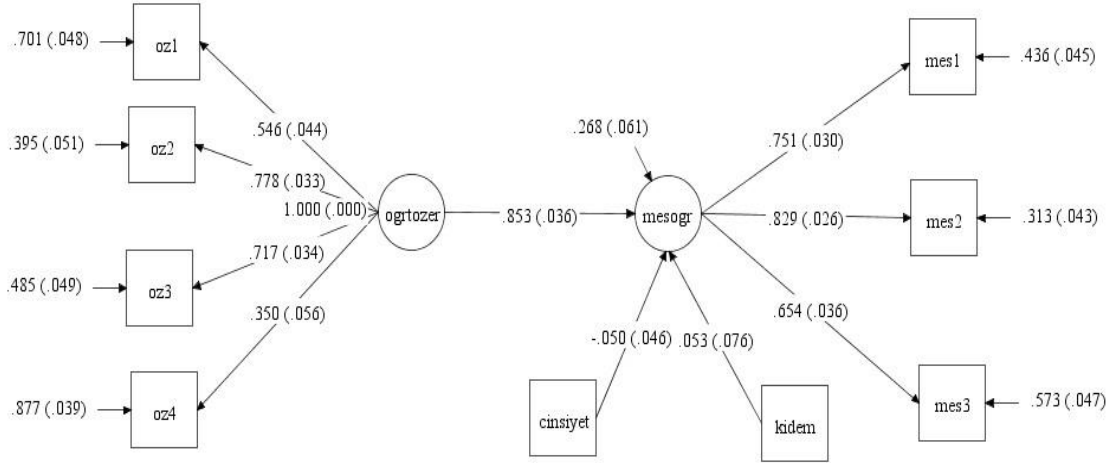 .701 (.048)
oz1
.546 (.044)
.395 (.051)
oz2
.778 (.033)
1.000 (.000)
ogrtozer
.717 (.034)
.485 (.049)
oz3
.350 (.056)
.877 (.039)
oz4
.853 (.036)
.268 (.061)
mesogr
.751 (.030)
mes1
.436 (.045)
.829 (.026)
mes2
.313 (.043)
.654 (.036)
mes3
.573 (.047)
-.050 (.046)
.053 (.076)
cinsiyet
kidem